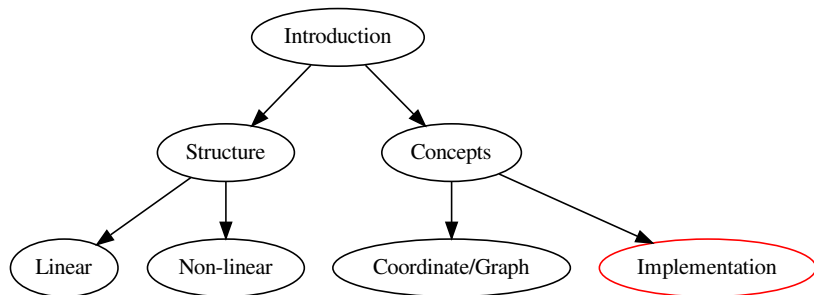 Introduction
Structure
Concepts
Linear
Non-linear
Coordinate/Graph
Implementation